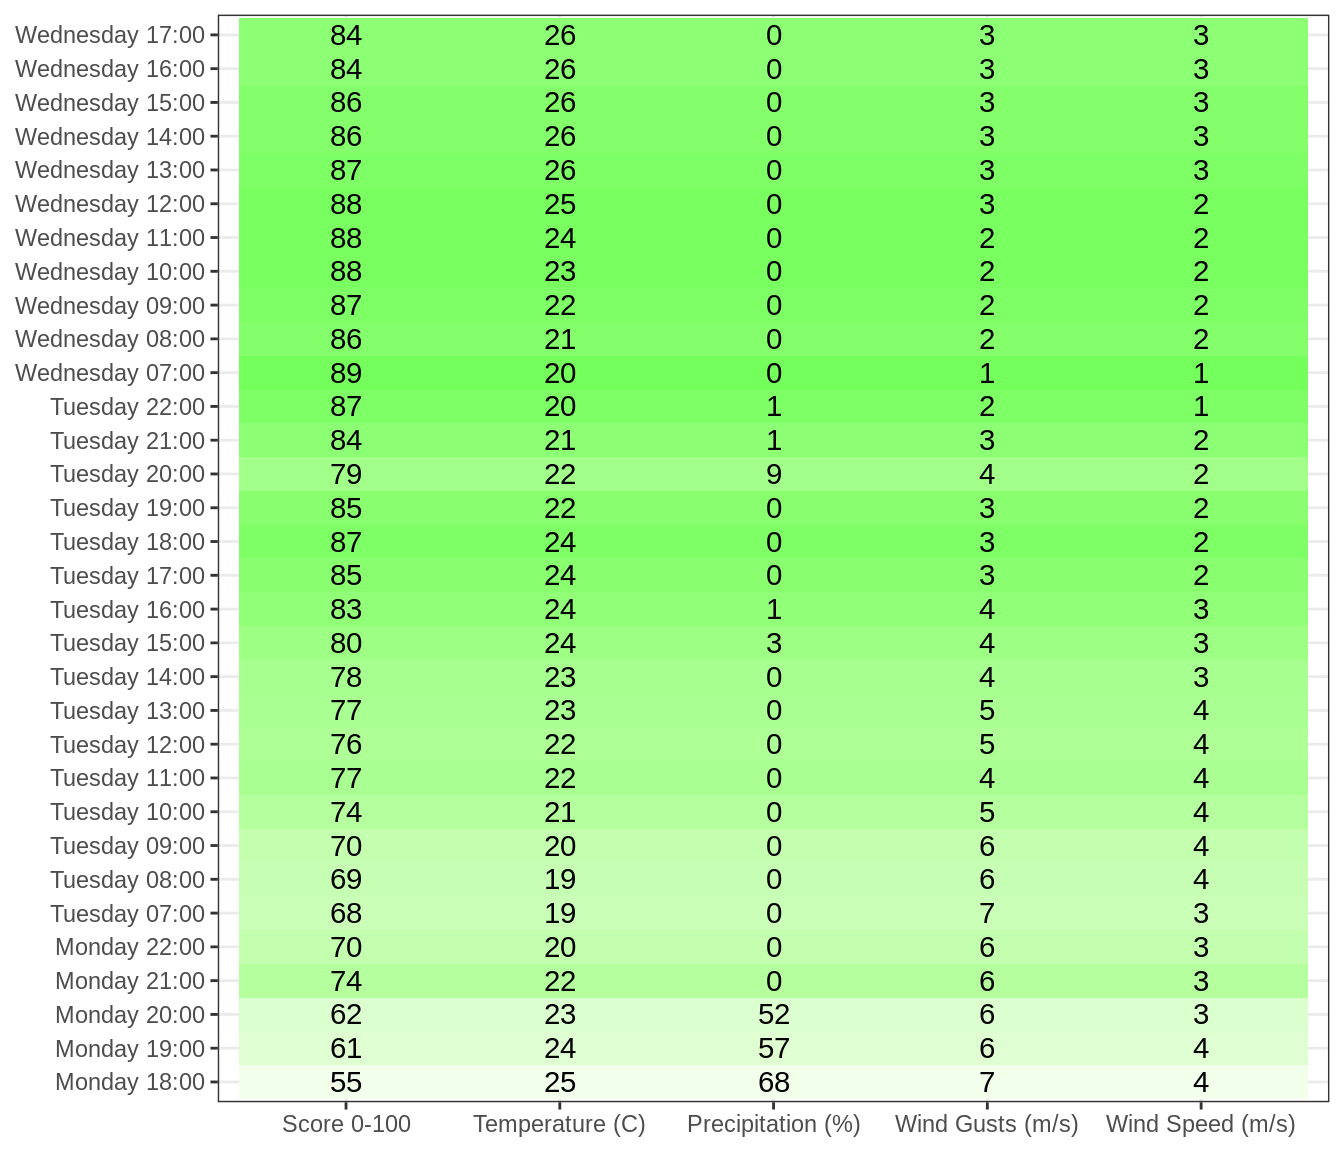 Wednesday 17:00 84 26 0 3 3
Wednesday 16:00 84 26 0 3 3
Wednesday 15:00 86 26 0 3 3
Wednesday 14:00 86 26 0 3 3
Wednesday 13:00 87 26 0 3 3
Wednesday 12:00 88 25 0 3 2
Wednesday 11:00 88 24 0 2 2
Wednesday 10:00 88 23 0 2 2
Wednesday 09:00 87 22 0 2 2
Wednesday 08:00 86 21 0 2 2
Wednesday 07:00 89 20 0 1 1
Tuesday 22:00 87 20 1 2 1
Tuesday 21:00 84 21 1 3 2
Tuesday 20:00 79 22 9 4 2
Tuesday 19:00 85 22 0 3 2
Tuesday 18:00 87 24 0 3 2
Tuesday 17:00 85 24 0 3 2
Tuesday 16:00 83 24 1 4 3
Tuesday 15:00 80 24 3 4 3
Tuesday 14:00 78 23 0 4 3
Tuesday 13:00 77 23 0 5 4
Tuesday 12:00 76 22 0 5 4
Tuesday 11:00 77 22 0 4 4
Tuesday 10:00 74 21 0 5 4
Tuesday 09:00 70 20 0 6 4
Tuesday 08:00 69 19 0 6 4
Tuesday 07:00 68 19 0 7 3
Monday 22:00 70 20 0 6 3
Monday 21:00 74 22 0 6 3
Monday 20:00 62 23 52 6 3
Monday 19:00 61 24 57 6 4
Monday 18:00 55 25 68 7 4
Score 0-100 Temperature (C) Precipitation (%) Wind Gusts (m/s) Wind Speed (m/s)